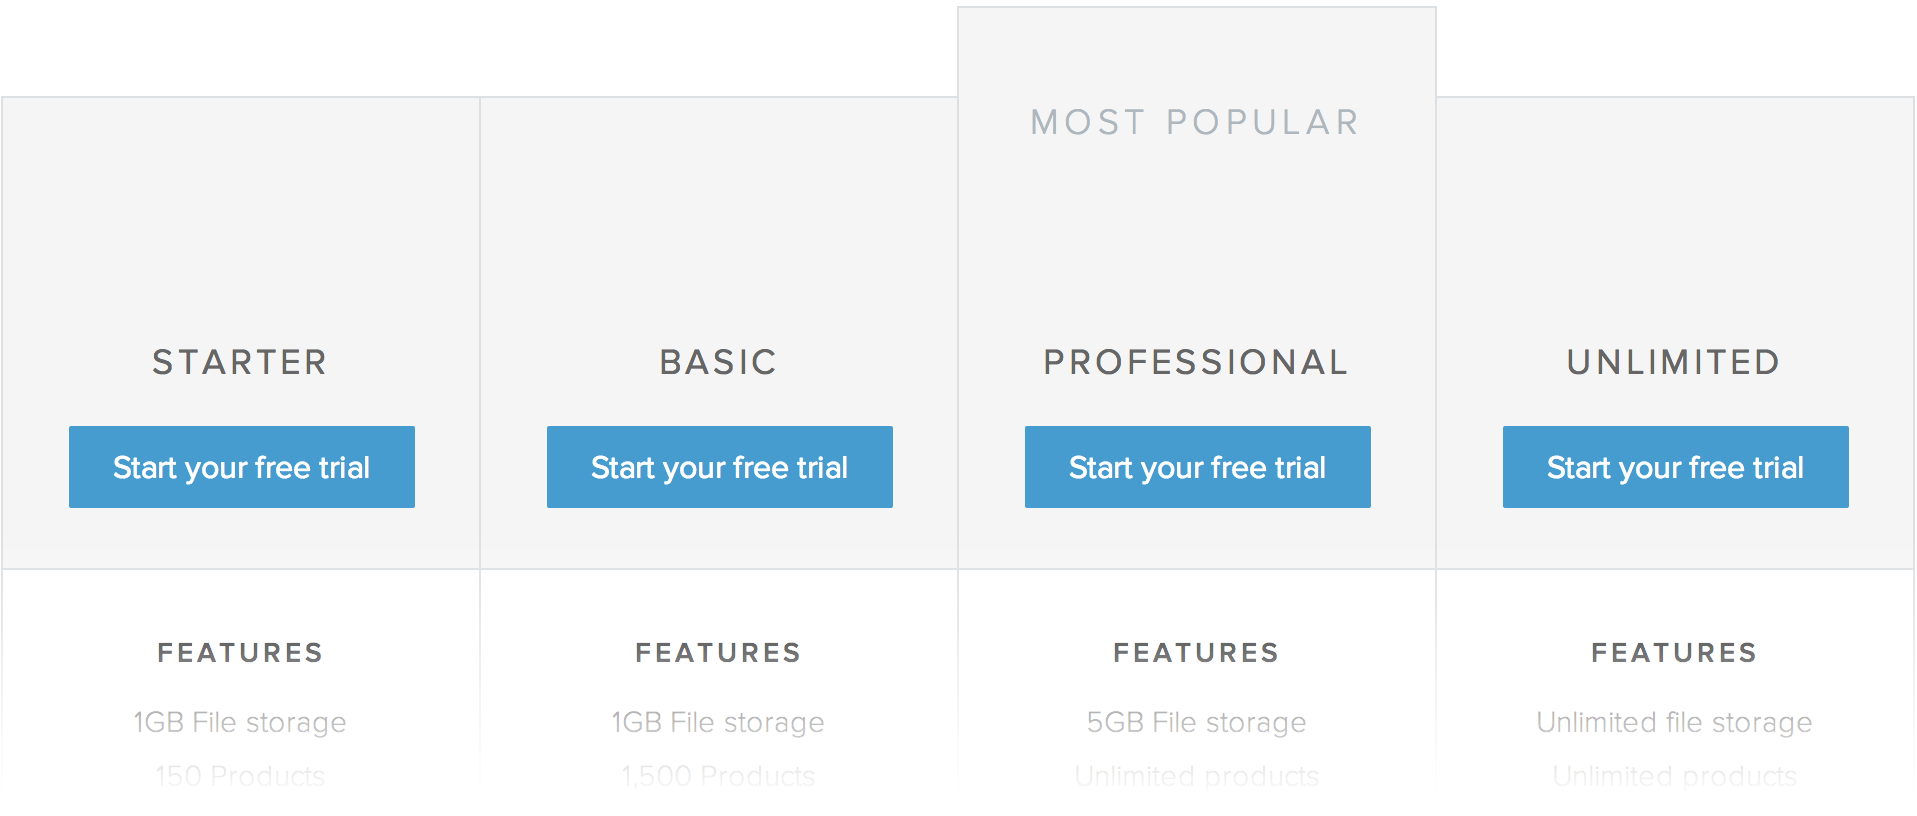 MOST POPULAR
STARTER
Start your free trial
FEATURES
1GB File storage
150 Products
BASIC
Start your free trial
FEATURES
1GB File storage
1,500 Products
PROFESSIONAL
Start your free trial
FEATURES
5GB File storage
Unlimited products
UNLIMITED
Start your free trial
FEATURES
Unlimited file storage
Unlimited products